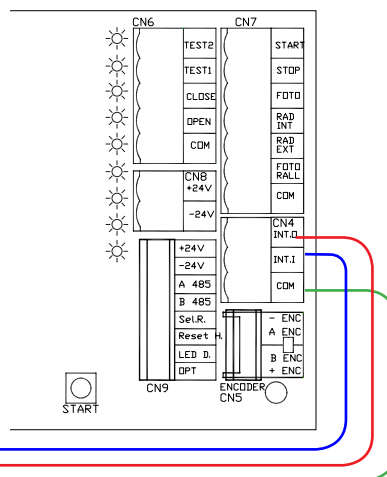 CN6
TEST2
TEST1
CLOSE
OPEN
COM
CN7
START
STOP
FOTO
RAD
INT
RAD
EXT
FOTO
RALL
COM
CN8
+24V
-24V
CN4
INT.O
INT.I
COM
+24V
-24V
A 485
B 485
Sel.R.
Reset H.
LED D.
OPT
CN9
- ENC
A ENC
B ENC
+ ENC
ENCODER
CN5
START